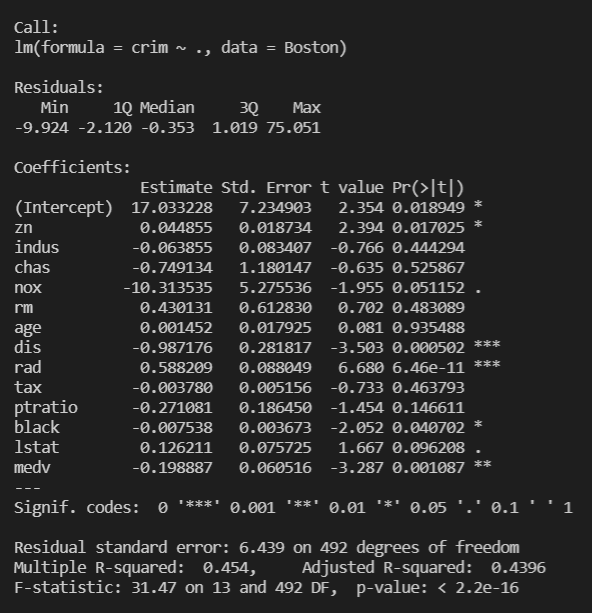 Call:
lm(formula = crim ~ ., data = Boston)
Residuals:
Min 1Q Median 3Q Max
-9.924 -2.120 -0.353 1.019 75.051
Coefficients:
Estimate Std. Error t value Pr(>|t|)
(Intercept) 17.033228 7.234903 2.354 0.018949 *
zn 0.044855 0.018734 2.394 0.017025 *
indus -0.063855 0.083407 -0.766 0.444294
chas -0.749134 1.180147 -0.635 0.525867
nox -10.313535 5.275536 -1.955 0.051152 .
rm 0.430131 0.612830 0.702 0.483089
age 0.001452 0.017925 0.081 0.935488
dis -0.987176 0.281817 -3.503 0.000502 ***
rad 0.588209 0.088049 6.680 6.46e-11 ***
tax -0.003780 0.005156 -0.733 0.463793
ptratio -0.271081 0.186450 -1.454 0.146611
black -0.007538 0.003673 -2.052 0.040702 *
lstat 0.126211 0.075725 1.667 0.096208 .
medv -0.198887 0.060516 -3.287 0.001087 **
---
Signif. codes: 0 '***' 0.001 '**' 0.01 '*' 0.05 '.' 0.1 ' ' 1
Residual standard error: 6.439 on 492 degrees of freedom
Multiple R-squared: 0.454, Adjusted R-squared: 0.4396
F-statistic: 31.47 on 13 and 492 DF, p-value: < 2.2e-16